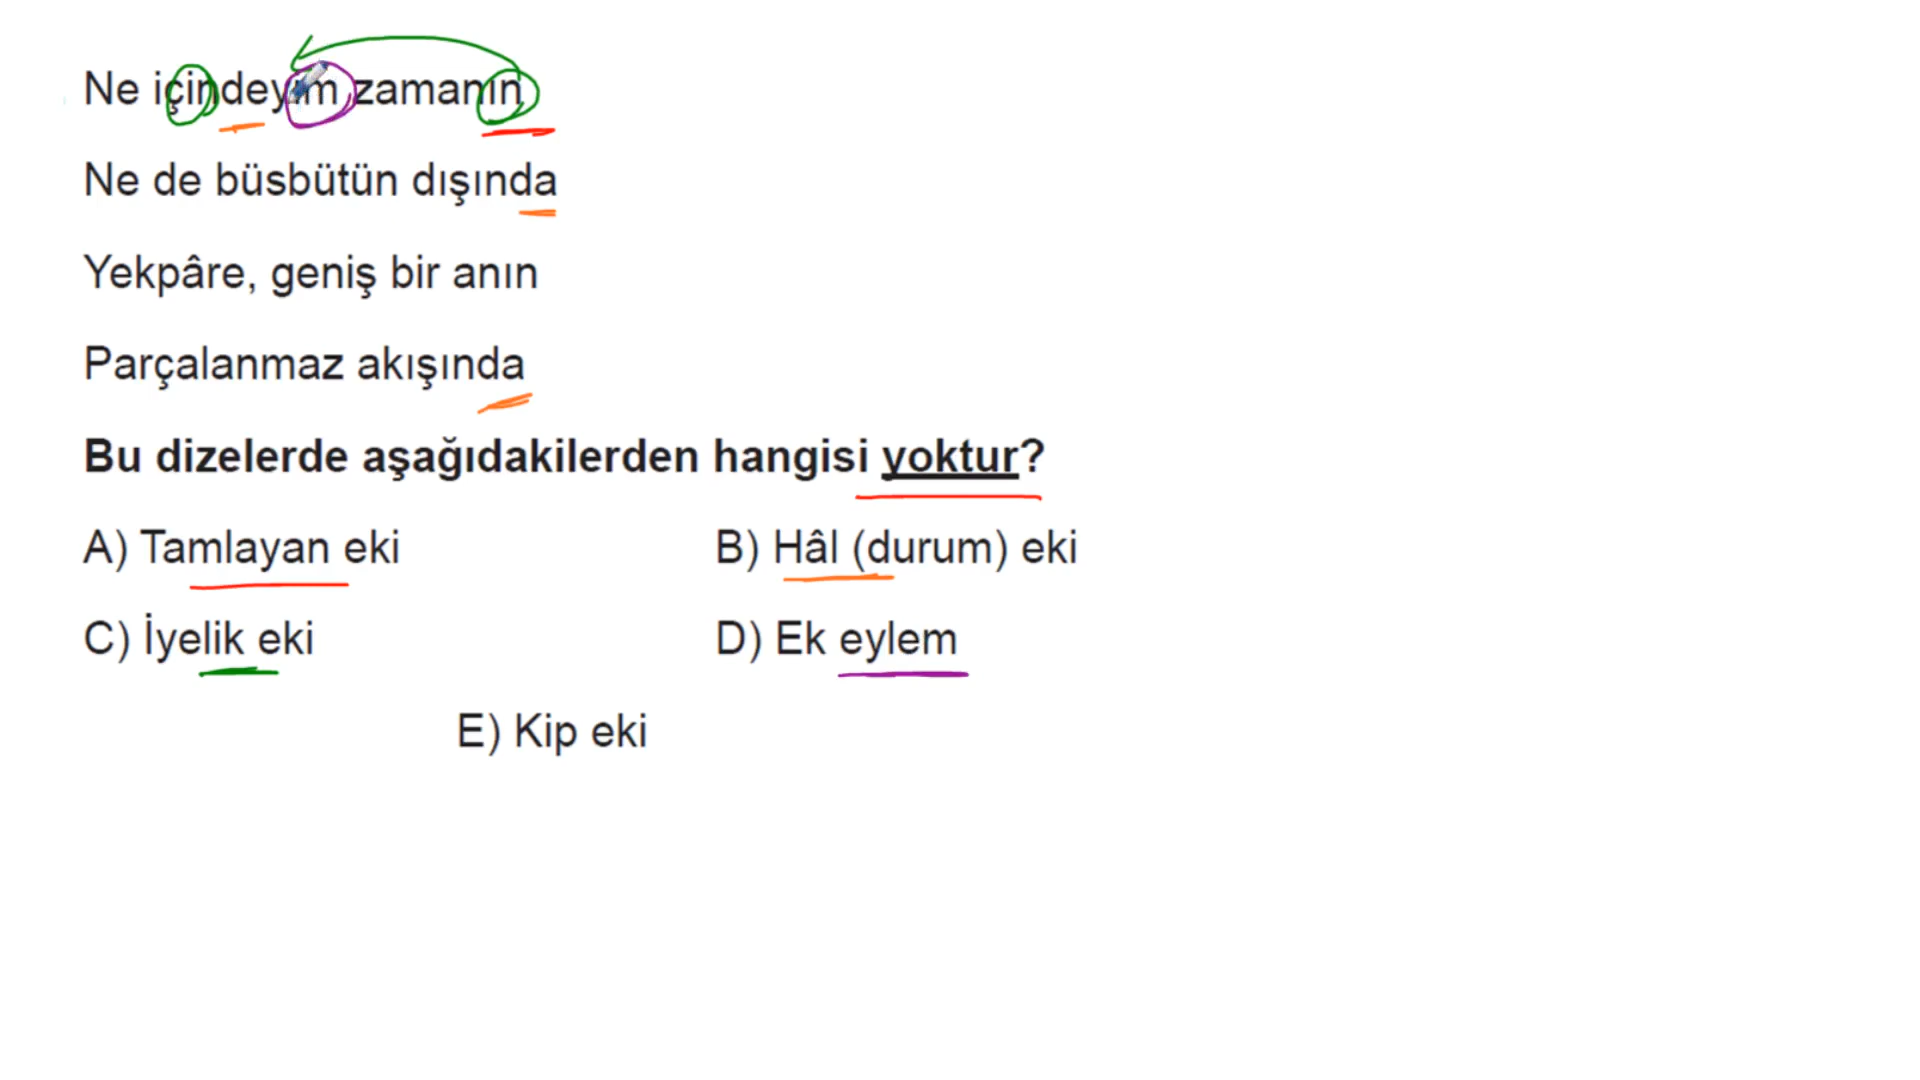 Ne içindeyim zamanın
Ne de büsbütün dışında
Yekpâre, geniş bir anın
Parçalanmaz akışında
Bu dizelerde aşağıdakilerden hangisi yoktur?
A) Tamlayan eki
B) Hâl (durum) eki
C) İyelik eki
D) Ek eylem
E) Kip eki